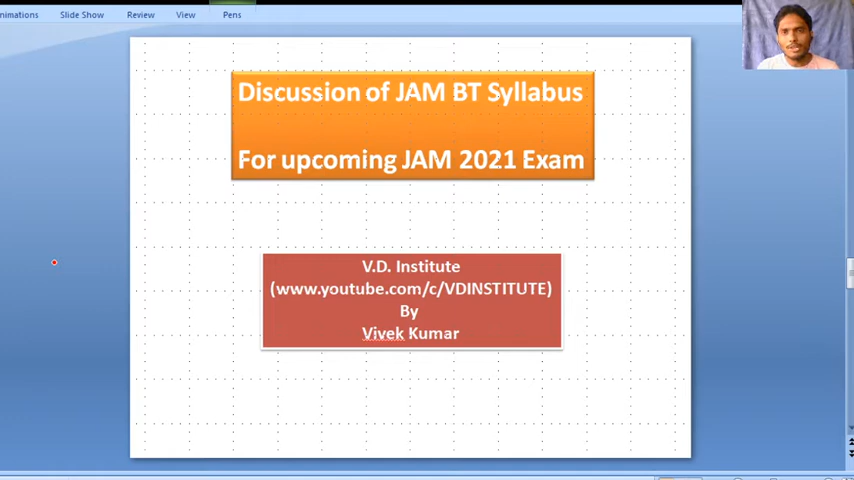 nimations Slide Show Review View Pens
Discussion of JAM BT Syllabus
For upcoming JAM 2021 Exam
V.D. Institute
(www.youtube.com/c/VDINSTITUTE)
By
Vivek Kumar